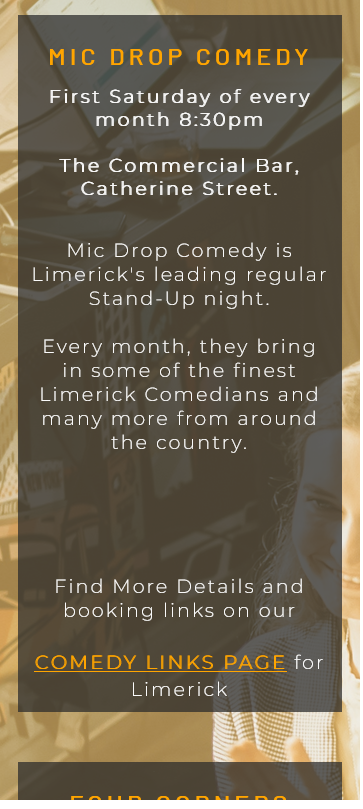 MIC DROP COMEDY
First Saturday of every
month 8:30pm
The Commercial Bar,
Catherine Street.
Mic Drop Comedy is
Limerick's leading regular
Stand-Up night.
Every month, they bring
in some of the finest
Limerick Comedians and
many more from around
the country.
Find More Details and
booking links on our
COMEDY LINKS PAGE for
Limerick
FOUR CORNERS